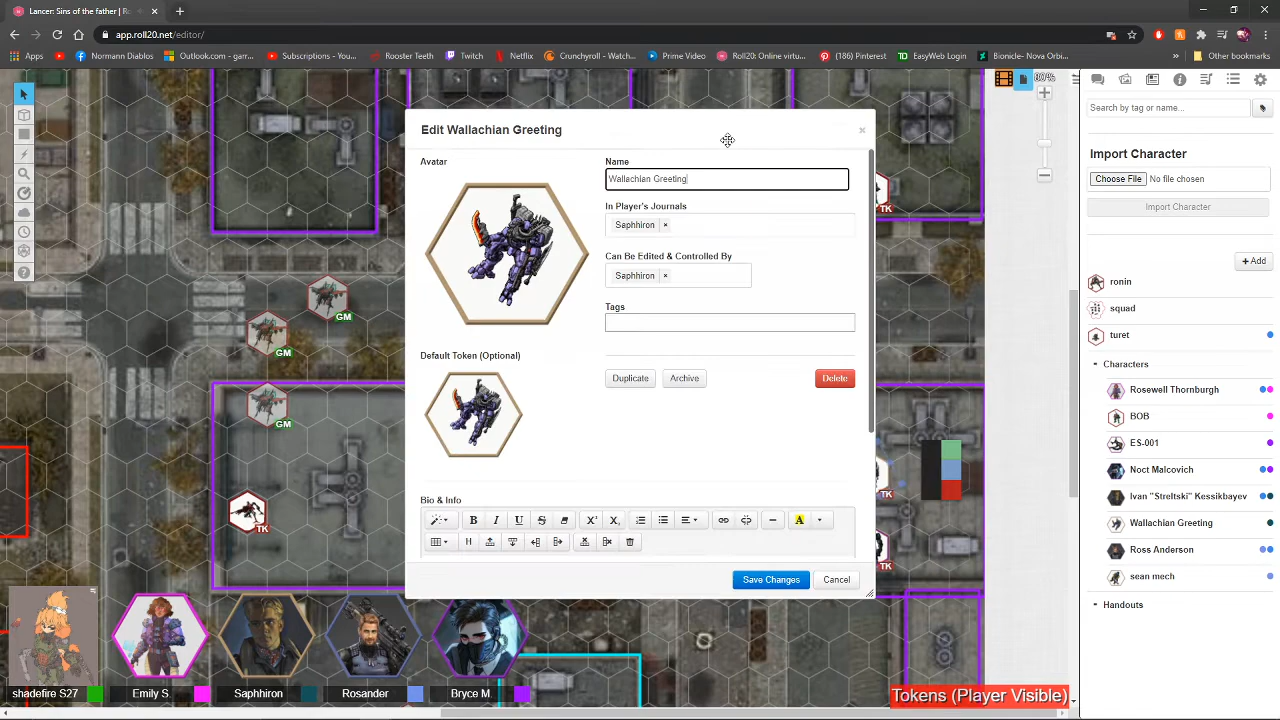 Lancer: Sins of the father | R
app.roll20.net/editor/
Apps
Normann Diablos
Outlook.com - garr...
Subscriptions - You...
Rooster Teeth
Twitch
Netflix
Crunchyroll - Watch...
Prime Video
Roll20: Online virtu...
(186) Pinterest
TD EasyWeb Login
Bionicle- Nova Orbi...
»
Other bookmarks
80%
Search by tag or name...
Import Character
Choose File No file chosen
Import Character
+ Add
ronin
squad
turet
Characters
Rosewell Thornburgh
BOB
ES-001
Noct Malcovich
Ivan "Streltski" Kessikbayev
Wallachian Greeting
Ross Anderson
sean mech
Handouts
Edit Wallachian Greeting
×
Avatar
Name
Wallachian Greeting
In Player's Journals
Saphhiron ×
Can Be Edited & Controlled By
Saphhiron ×
Tags
Default Token (Optional)
Duplicate
Archive
Delete
Bio & Info
B I U S X² X,
H
A
Save Changes
Cancel
GM
GM
GM
TK
TK
TK
TK
shadefire S27
Emily S.
Saphhiron
Rosander
Bryce M.
Tokens (Player Visible)